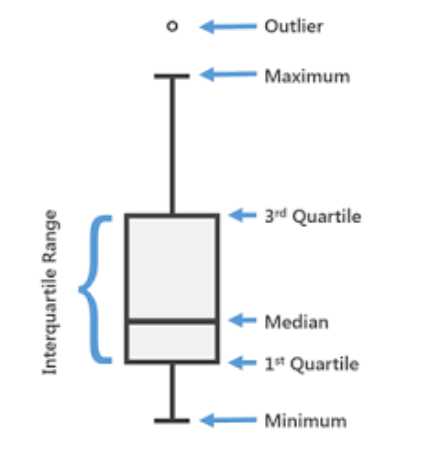 Outlier
Maximum
3rd Quartile
Interquartile Range
Median
1st Quartile
Minimum